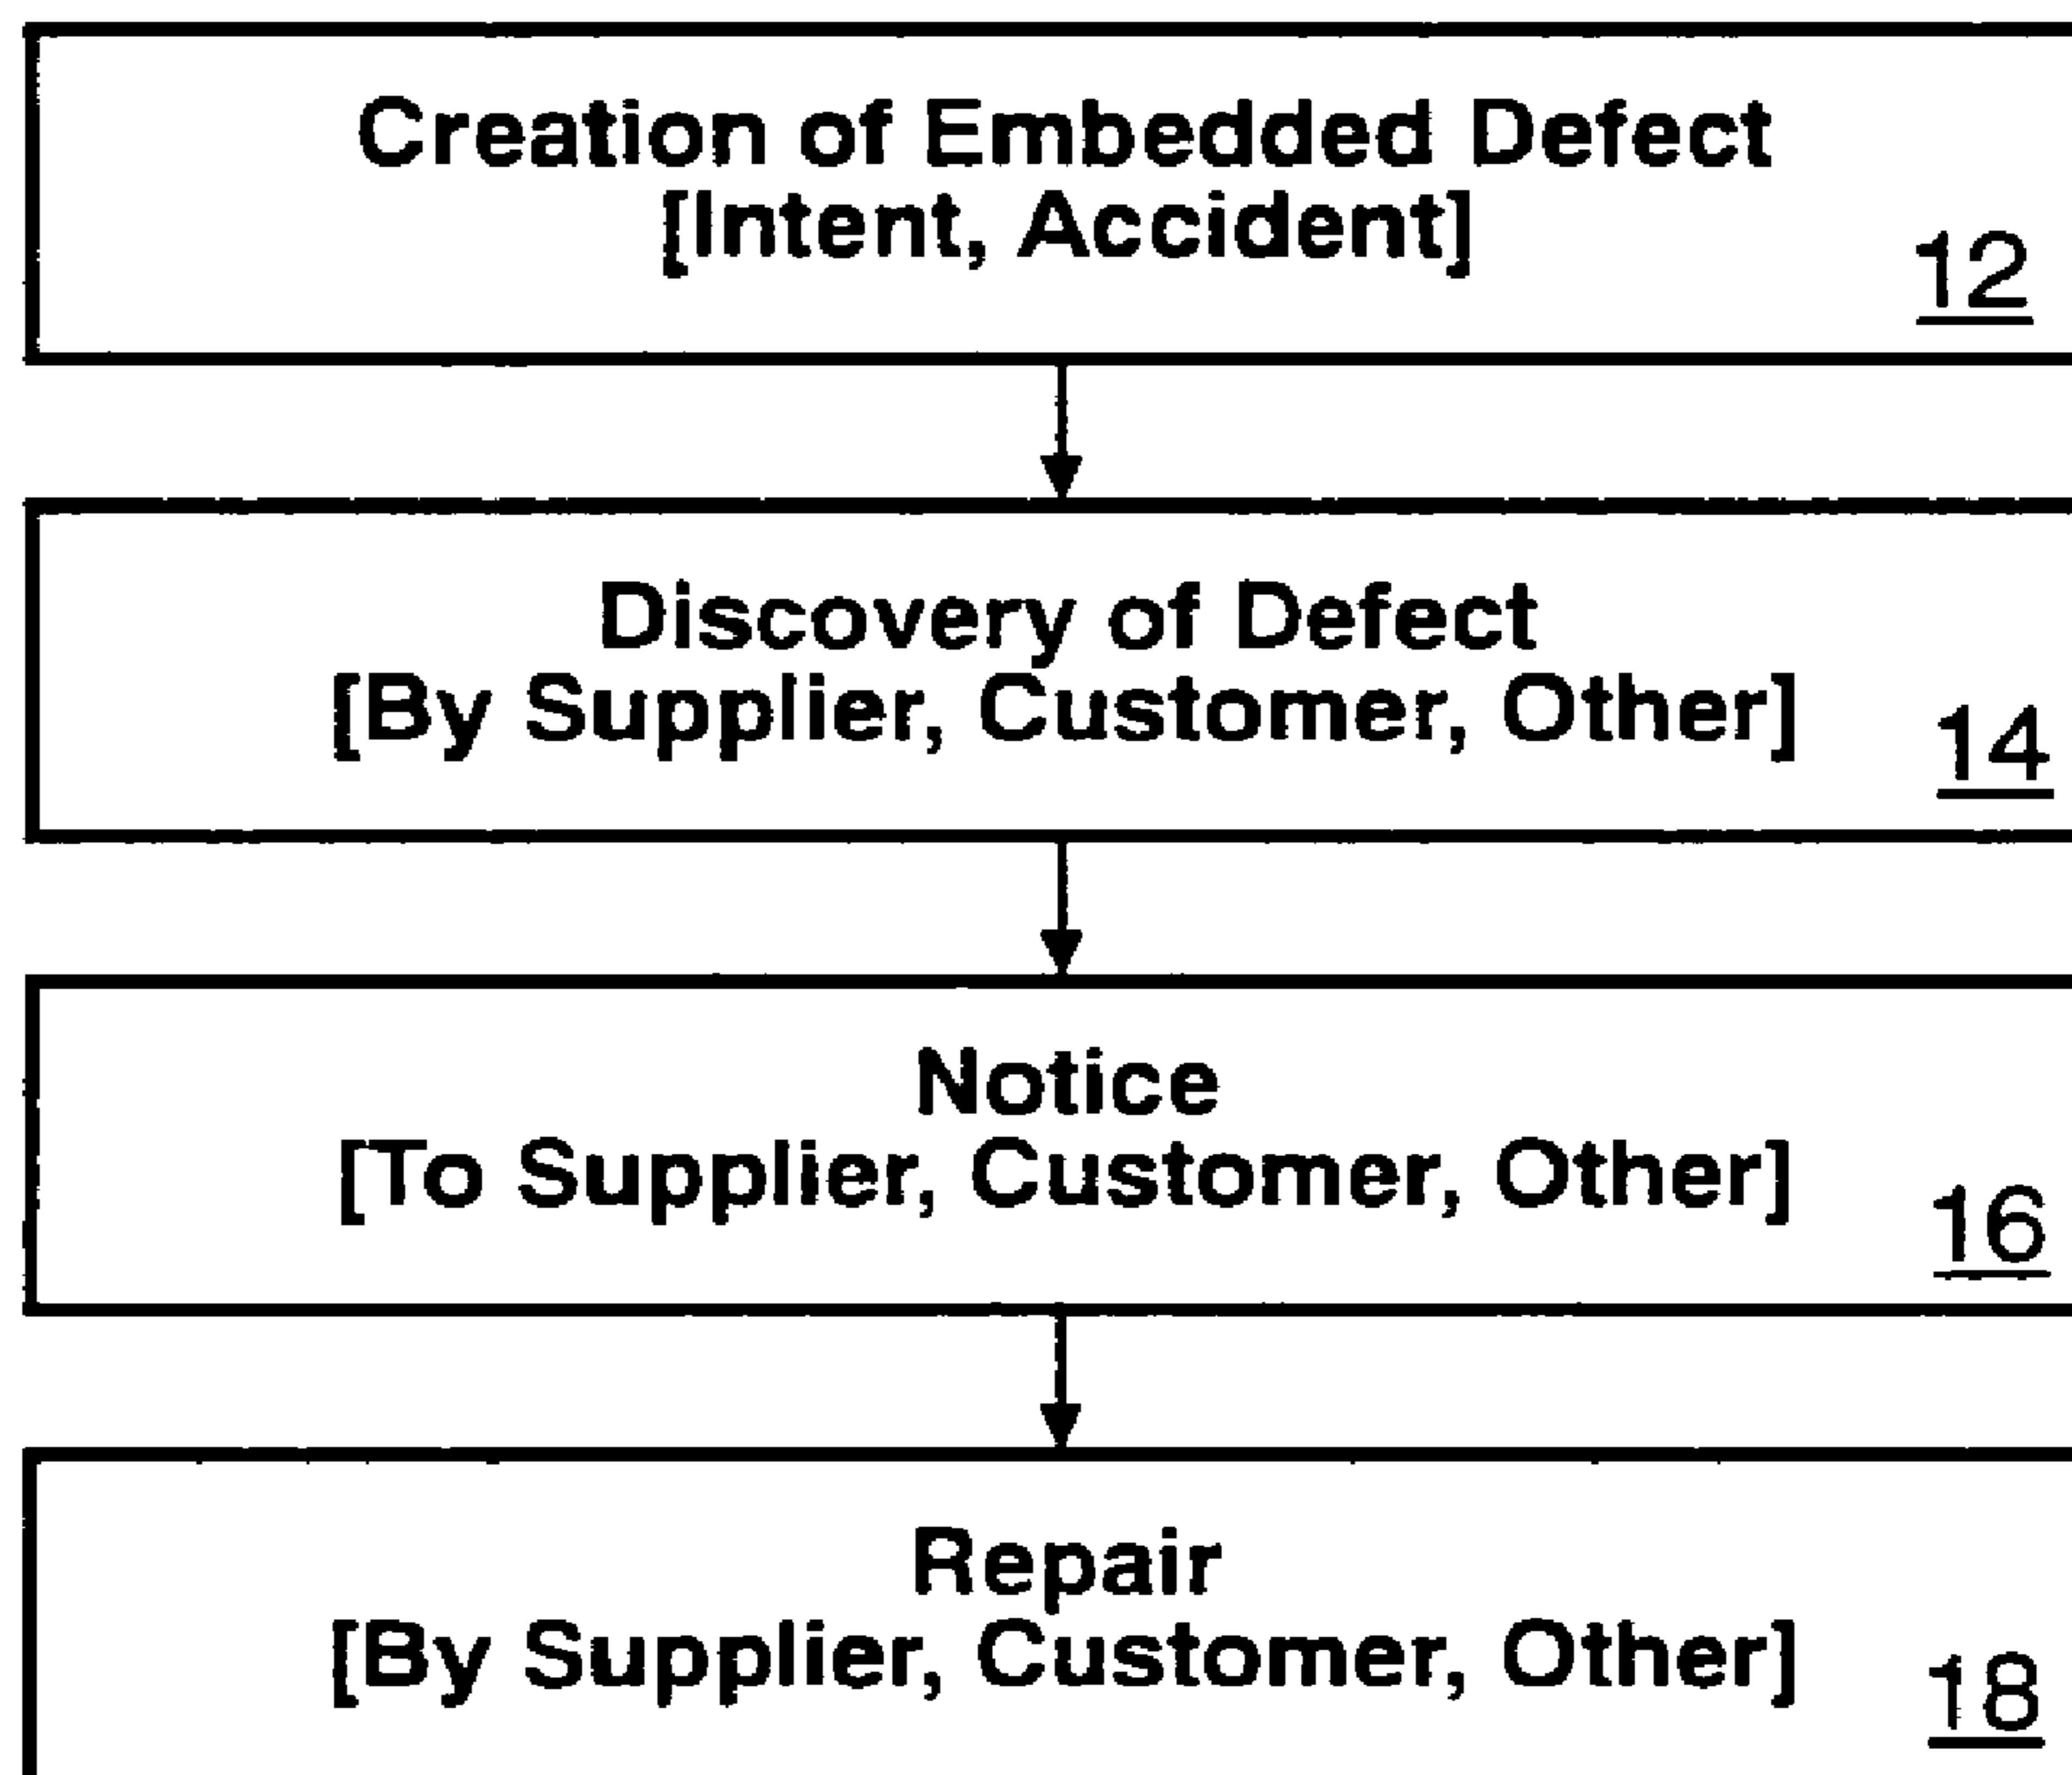 Creation of Embedded Defect
[Intent, Accident]
12
Discovery of Defect
[By Supplier, Customer, Other]
14
Notice
[To Supplier, Customer, Other]
16
Repair
[By Supplier, Customer, Other]
18